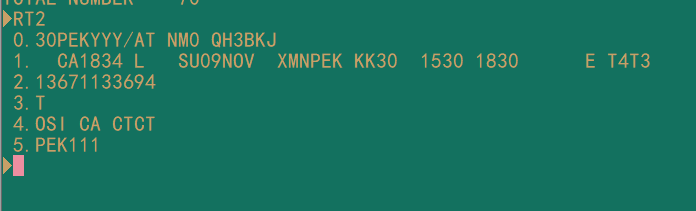 TOTAL NUMBER 70
RT2
0.30PEKYYY/AT NM0 QH3BKJ
1. CA1834 L SU09NOV XMNPEK KK30 1530 1830 E T4T3
2.13671133694
3.T
4.OSI CA CTCT
5.PEK111